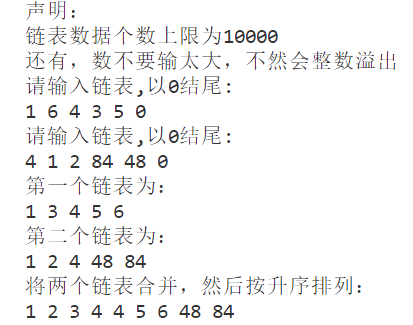 声明:
链表数据个数上限为10000
还有，数不要输太大，不然会整数溢出
请输入链表,以0结尾:
1 6 4 3 5 0
请输入链表,以0结尾:
4 1 2 84 48 0
第一个链表为:
1 3 4 5 6
第二个链表为:
1 2 4 48 84
将两个链表合并，然后按升序排列:
1 1 2 3 4 4 5 6 48 84